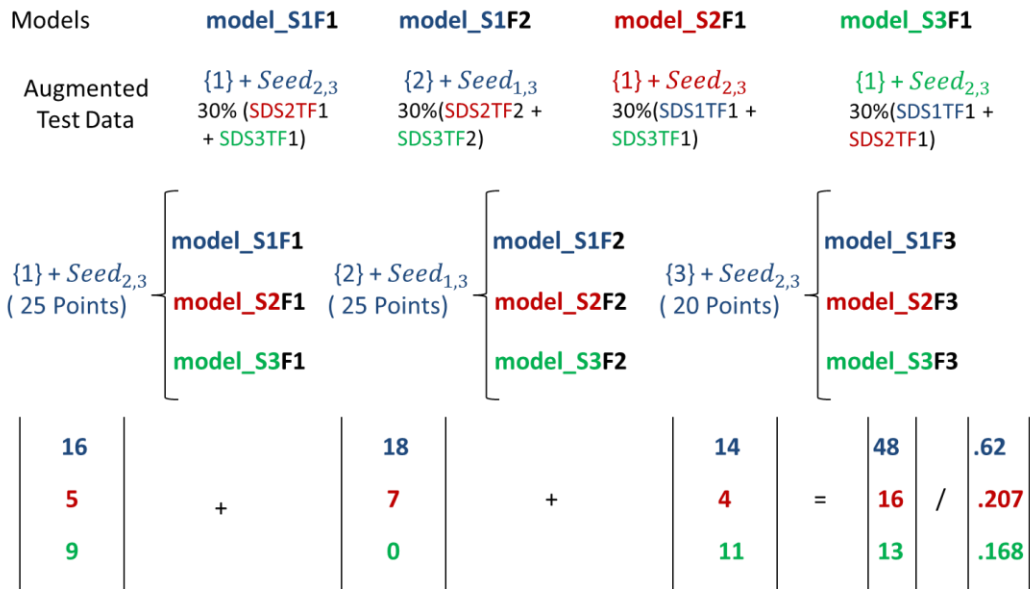 Models model_S1F1 model_S1F2 model_S2F1 model_S3F1
Augmented {1} + Seed2,3 {2} + Seed1,3 {1} + Seed2,3 {1} + Seed2,3
Test Data 30% (SDS2TF1 30%(SDS2TF2 + 30%(SDS1TF1 + 30%(SDS1TF1 +
+ SDS3TF1) SDS3TF2) SDS3TF1) SDS2TF1)
model_S1F1 model_S1F2 model_S1F3
{1} + Seed2,3 {2} + Seed1,3 {3} + Seed2,3
( 25 Points) model_S2F1 ( 25 Points) model_S2F2 ( 20 Points) model_S2F3
model_S3F1 model_S3F2 model_S3F3
16 18 14 48 .62
5 + 7 + 4 = 16 / .207
9 0 11 13 .168